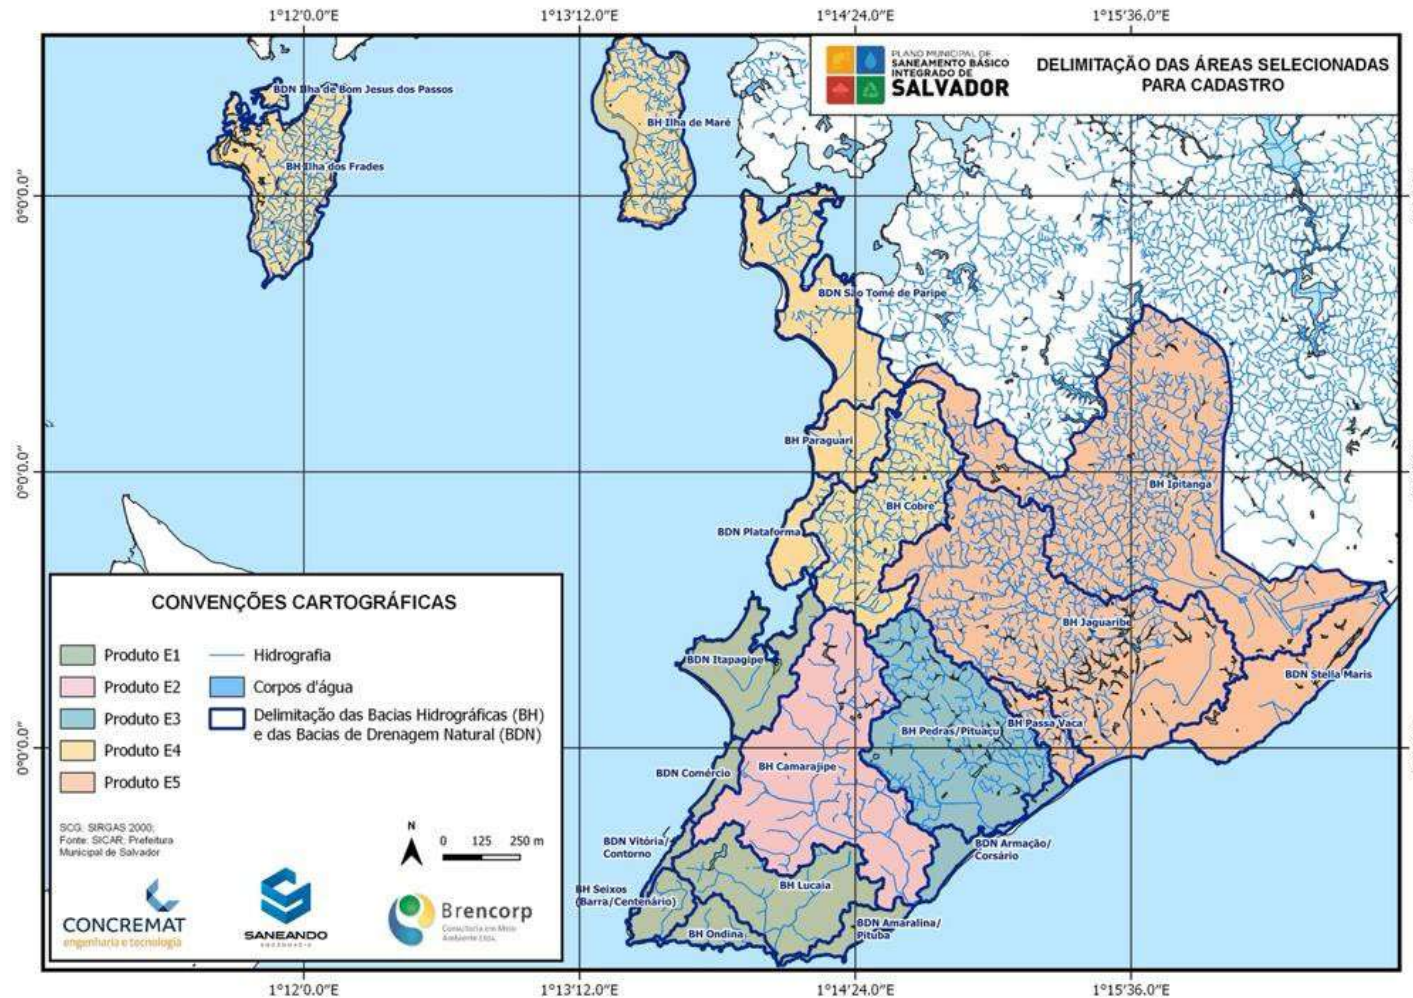 1°12'0.0"E
1°13'12.0"E
1°14'24.0"E
1°15'36.0"E
PLANO MUNICIPAL DE
SANEAMENTO BÁSICO
INTEGRADO DE
SALVADOR
DELIMITAÇÃO DAS ÁREAS SELECIONADAS
PARA CADASTRO
BDN Ilha de Bom Jesus dos Passos
BH Ilha de Maré
BH Ilha dos Frades
0°0'0.0"
BDN São Tomé de Paripe
BH Paraguari
0°0'0.0"
BH Ipitanga
BH Cobre
BDN Plataforma
BH Jaguaribe
BDN Itapagipe
BDN Stella Maris
BH Passa Vaca
BH Pedras/Pituaçu
0°0'0.0"
BH Camarajipe
BDN Comércio
BDN Vitória/
Contorno
BDN Armação/
Corsário
BH Lucaia
BH Seixos
(Barra/Centenário)
BH Ondina
BDN Amaralina/
Pituba
CONVENÇÕES CARTOGRÁFICAS
Produto E1
Produto E2
Produto E3
Produto E4
Produto E5
Hidrografia
Corpos d'água
Delimitação das Bacias Hidrográficas (BH)
e das Bacias de Drenagem Natural (BDN)
SCG: SIRGAS 2000;
Fonte: SICAR; Prefeitura
Municipal de Salvador
N
0 125 250 m
CONCREMAT
engenharia e tecnologia
SANEANDO
ENGENHARIA
Brencorp
Consultoria em Meio
Ambiente Ltda.
1°12'0.0"E
1°13'12.0"E
1°14'24.0"E
1°15'36.0"E